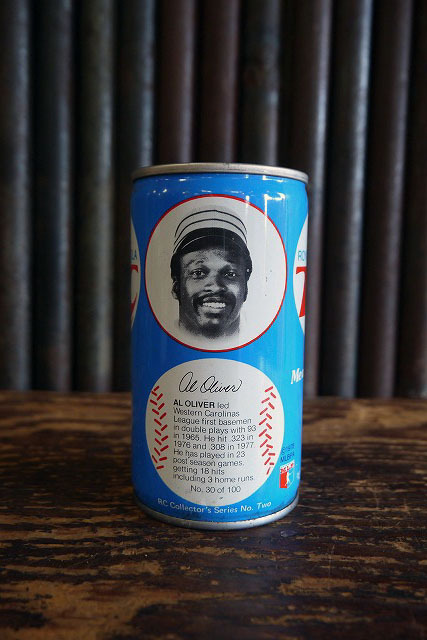 Al Oliver
AL OLIVER led
Western Carolinas
League first basemen
in double plays with 93
in 1965. He hit .323 in
1976 and .308 in 1977
He has played in 23
post season games,
getting 18 hits
including 3 home runs.
No. 30 of 100
RC Collector's Series No. Two